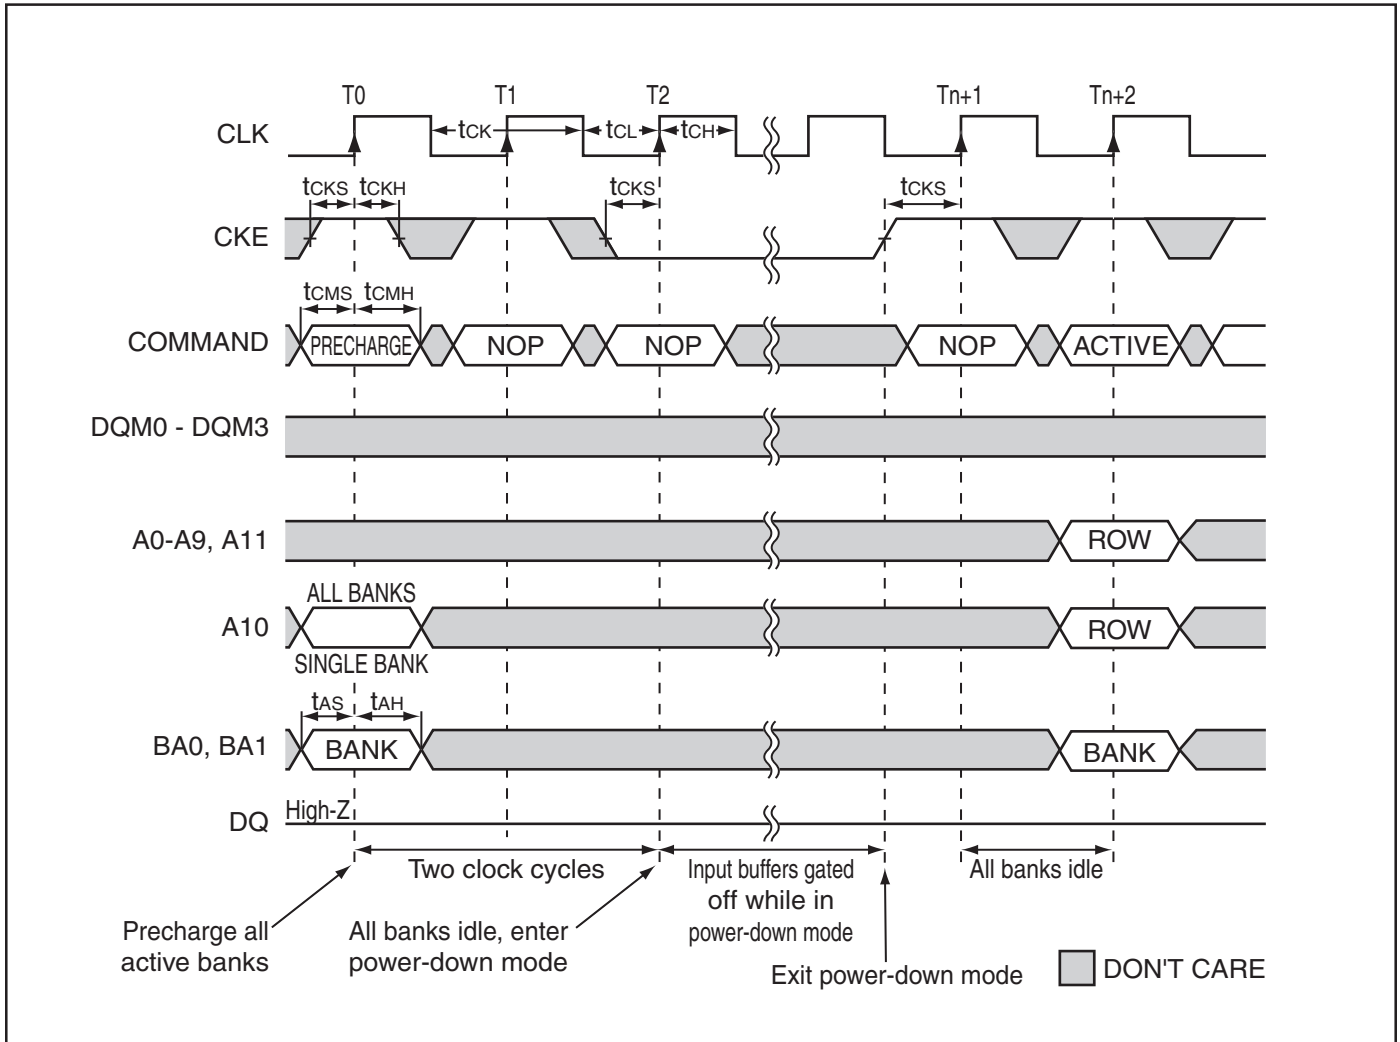 T0 T1 T2 Tn+1 Tn+2
CLK tCK tCL tCH
tCKS tCKH tCKS tCKS
CKE
tCMS tCMH
COMMAND PRECHARGE NOP NOP NOP ACTIVE
DQM0 - DQM3
A0-A9, A11 ROW
ALL BANKS
A10 ROW
SINGLE BANK
tAS tAH
BA0, BA1 BANK BANK
DQ High-Z
Two clock cycles
Input buffers gated
off while in
power-down mode
All banks idle
Precharge all
active banks
All banks idle, enter
power-down mode
Exit power-down mode
DON'T CARE